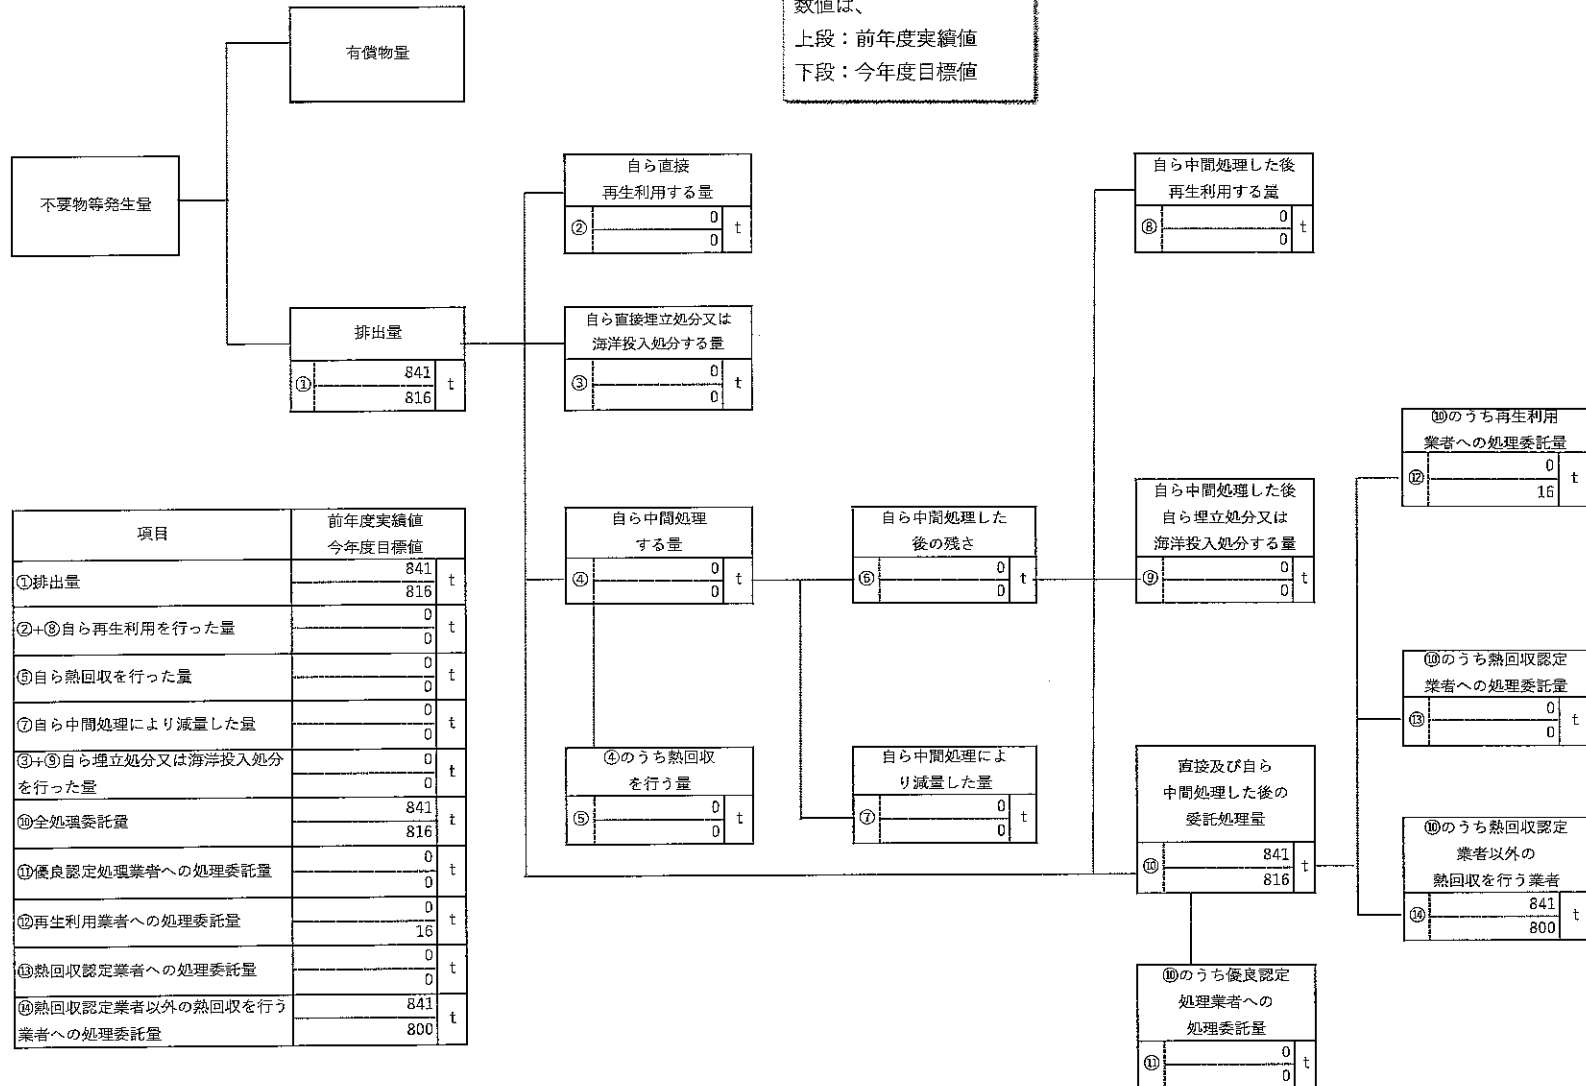 数値は、
上段：前年度実績値
下段：今年度目標値
有償物量
不要物等発生量
排出量
①
841
816
t
自ら直接
再生利用する量
②
0
0
t
自ら直接埋立処分又は
海洋投入処分する量
③
0
0
t
自ら中間処理
する量
④
0
0
t
④のうち熱回収
を行う量
⑤
0
0
t
自ら中間処理した
後の残さ
⑥
0
0
t
自ら中間処理によ
り減量した量
⑦
0
0
t
自ら中間処理した後
再生利用する量
⑧
0
0
t
自ら中間処理した後
自ら埋立処分又は
海洋投入処分する量
⑨
0
0
t
直接及び自ら
中間処理した後の
委託処理量
⑩
841
816
t
⑩のうち優良認定
処理業者への
処理委託量
⑪
0
0
t
⑩のうち再生利用
業者への処理委託量
⑫
0
16
t
⑩のうち熱回収認定
業者への処理委託量
⑬
0
0
t
⑩のうち熱回収認定
業者以外の
熱回収を行う業者
⑭
841
800
t
項目
前年度実績値
今年度目標値
①排出量
841
816
t
②+⑧自ら再生利用を行った量
0
0
t
⑤自ら熱回収を行った量
0
0
t
⑦自ら中間処理により減量した量
0
0
t
③+⑨自ら埋立処分又は海洋投入処分
を行った量
0
0
t
⑩全処理委託量
841
816
t
⑪優良認定処理業者への処理委託量
0
0
t
⑫再生利用業者への処理委託量
0
16
t
⑬熱回収認定業者への処理委託量
0
0
t
⑭熱回収認定業者以外の熱回収を行う
業者への処理委託量
841
800
t